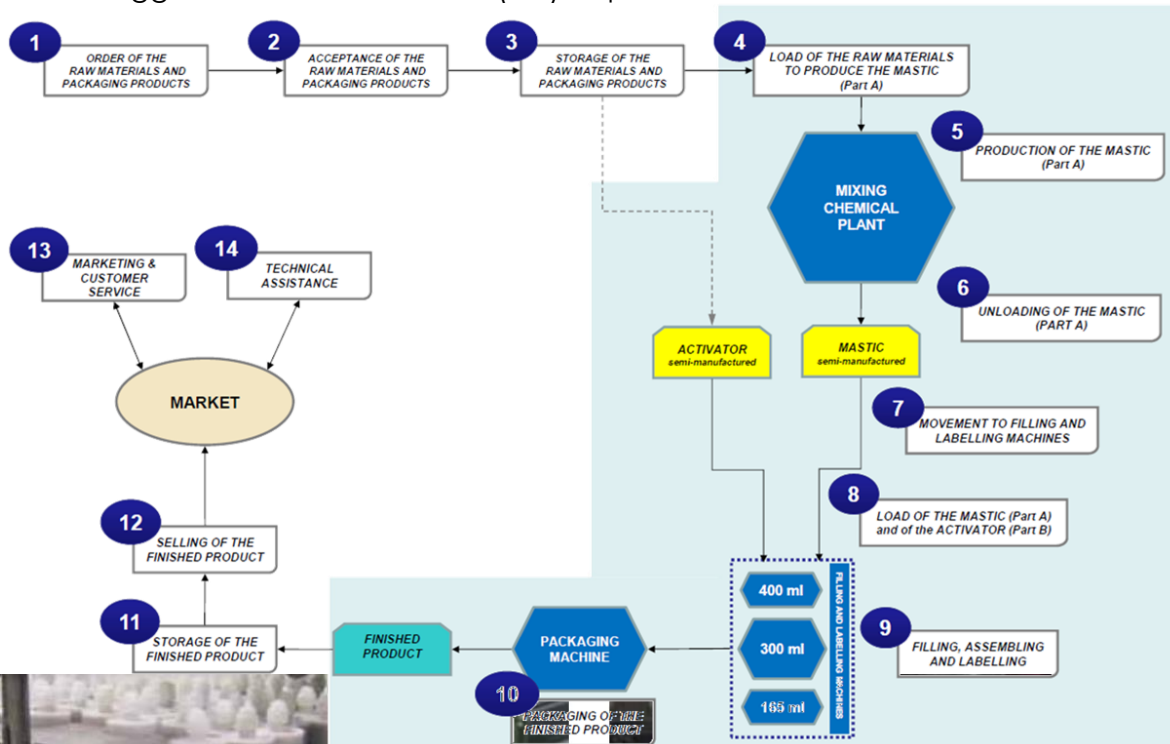 1
ORDER OF THE
RAW MATERIALS AND
PACKAGING PRODUCTS
2
ACCEPTANCE OF THE
RAW MATERIALS AND
PACKAGING PRODUCTS
3
STORAGE OF THE
RAW MATERIALS AND
PACKAGING PRODUCTS
4
LOAD OF THE RAW MATERIALS
TO PRODUCE THE MASTIC
(Part A)
5
PRODUCTION OF THE MASTIC
(Part A)
MIXING
CHEMICAL
PLANT
6
UNLOADING OF THE MASTIC
(PART A)
ACTIVATOR
semi-manufactured
MASTIC
semi-manufactured
7
MOVEMENT TO FILLING AND
LABELLING MACHINES
8
LOAD OF THE MASTIC (Part A)
and of the ACTIVATOR (Part B)
400 ml
300 ml
165 ml
FILLING AND LABELLING MACHINES
9
FILLING, ASSEMBLING
AND LABELLING
PACKAGING
MACHINE
10
PACKAGING OF THE
FINISHED PRODUCT
FINISHED
PRODUCT
11
STORAGE OF THE
FINISHED PRODUCT
12
SELLING OF THE
FINISHED PRODUCT
MARKET
13
MARKETING &
CUSTOMER
SERVICE
14
TECHNICAL
ASSISTANCE